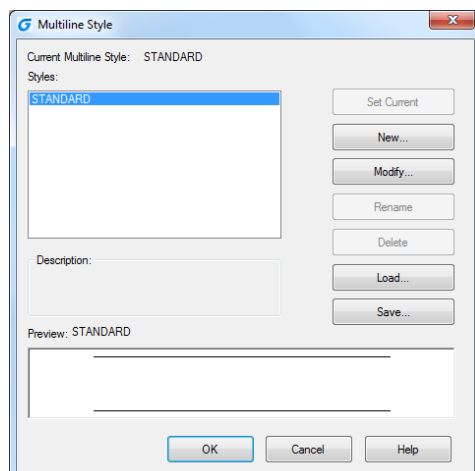 Multiline Style
Current Multiline Style: STANDARD
Styles:
STANDARD
Set Current
New...
Modify...
Rename
Delete
Load...
Save...
Description:
Preview: STANDARD
OK Cancel Help